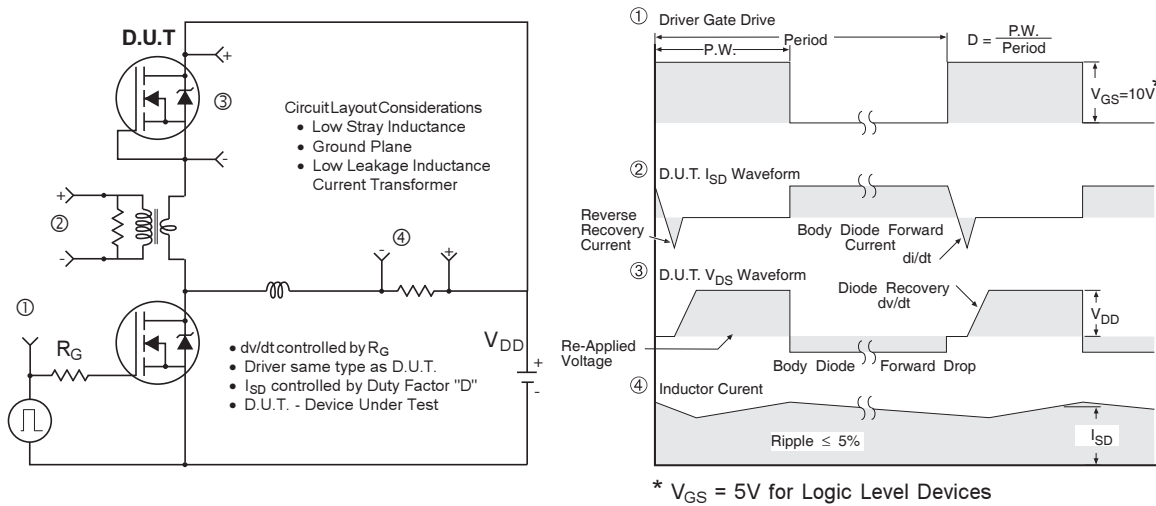 D.U.T
+
③
-
Circuit Layout Considerations
• Low Stray Inductance
• Ground Plane
• Low Leakage Inductance
Current Transformer
+
②
-
④
- +
①
RG
VDD
+
-
• dv/dt controlled by RG
• Driver same type as D.U.T.
• ISD controlled by Duty Factor "D"
• D.U.T. - Device Under Test
① Driver Gate Drive
Period
P.W.
D = P.W.
Period
VGS=10V*
② D.U.T. ISD Waveform
Reverse
Recovery
Current
Body Diode Forward
Current
di/dt
③ D.U.T. VDS Waveform
Diode Recovery
dv/dt
VDD
Re-Applied
Voltage
Body Diode Forward Drop
④ Inductor Curent
Ripple ≤ 5%
ISD
* VGS = 5V for Logic Level Devices